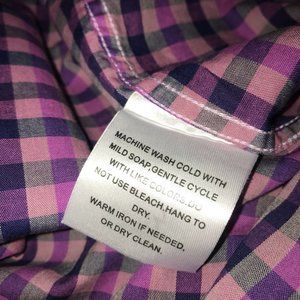 MACHINE WASH COLD WITH
MILD SOAP,GENTLE CYCLE
WITH LIKE COLORS.DO
NOT USE BLEACH.HANG TO
DRY.
WARM IRON IF NEEDED.
OR DRY CLEAN.